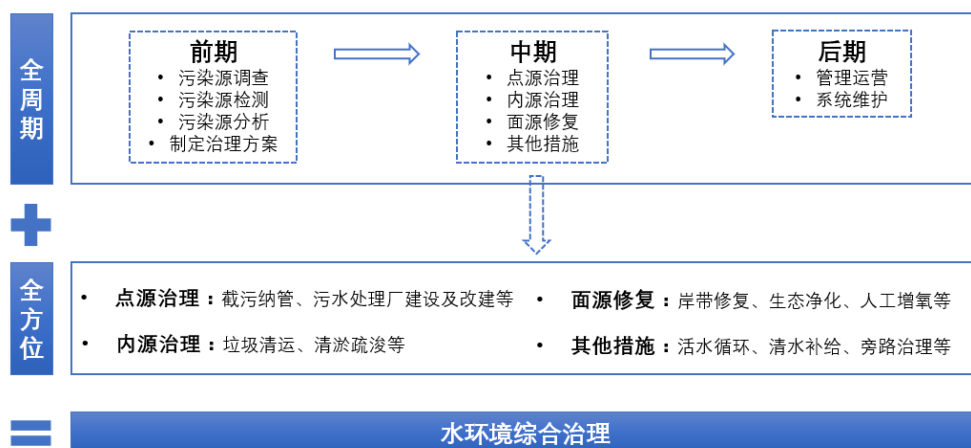 全周期
前期
• 污染源调查
• 污染源检测
• 污染源分析
• 制定治理方案
中期
• 点源治理
• 内源治理
• 面源修复
• 其他措施
后期
• 管理运营
• 系统维护
全方位
• 点源治理：截污纳管、污水处理厂建设及改建等
• 面源修复：岸带修复、生态净化、人工增氧等
• 内源治理：垃圾清运、清淤疏浚等
• 其他措施：活水循环、清水补给、旁路治理等
水环境综合治理